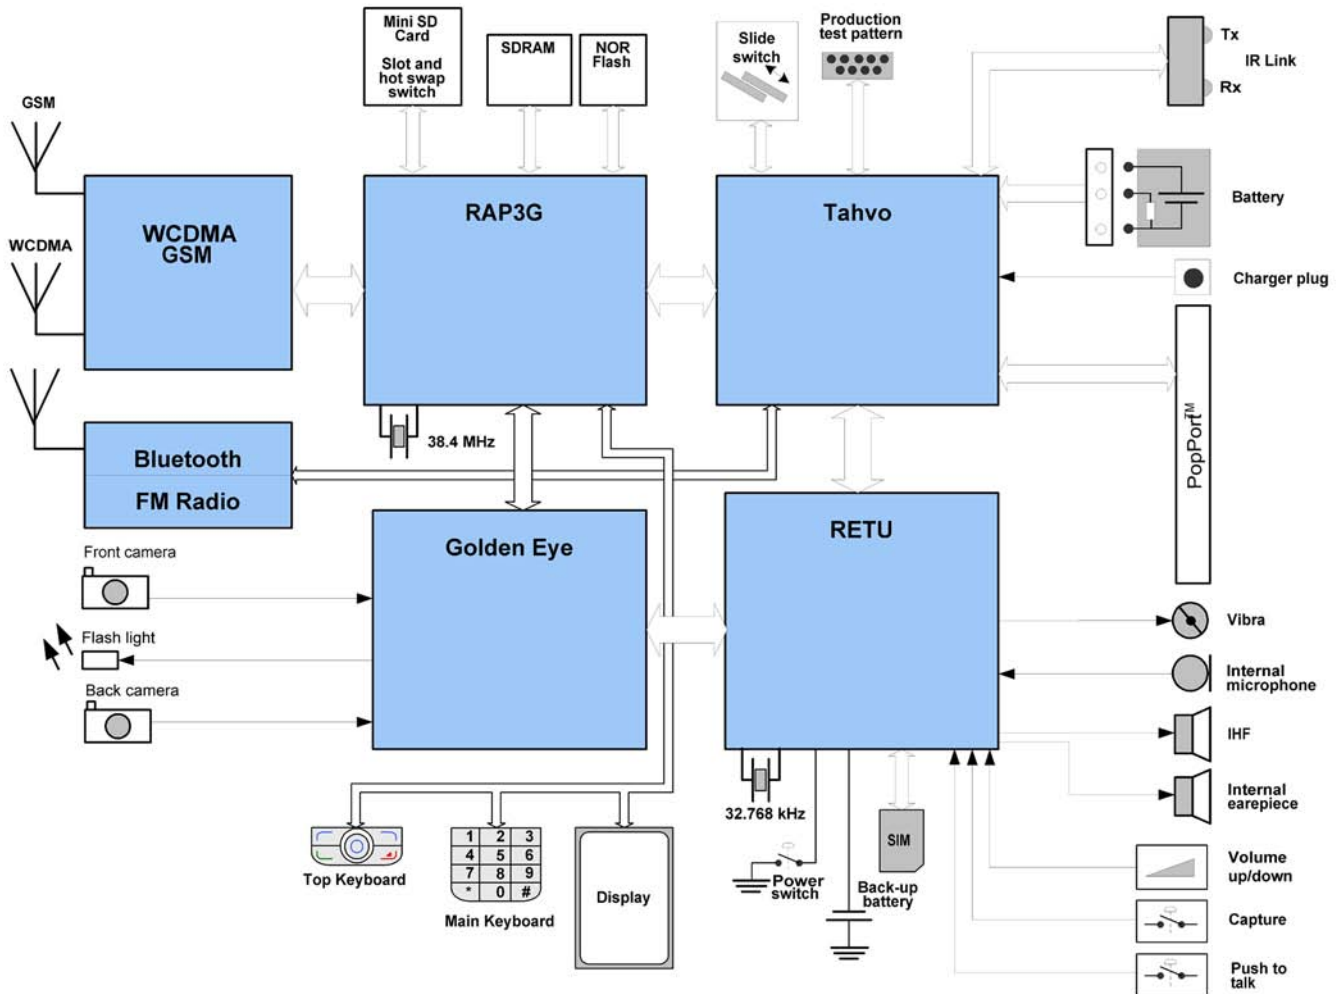 Mini SD
Card
Slot and
hot swap
switch
SDRAM
NOR
Flash
Slide
switch
Production
test pattern
Tx
IR Link
Rx
GSM
WCDMA
WCDMA
GSM
RAP3G
Tahvo
Battery
Charger plug
PopPort™
38.4 MHz
Bluetooth
FM Radio
Golden Eye
RETU
Front camera
Flash light
Back camera
Vibra
Internal
microphone
IHF
Internal
earepiece
32.768 kHz
Power
switch
SIM
Back-up
battery
Volume
up/down
Capture
Push to
talk
1 2 3
4 5 6
7 8 9
* 0 #
Top Keyboard
Main Keyboard
Display